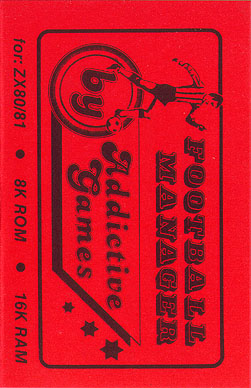 FOOTBALL
MANAGER
by
Addictive
Games
for: ZX80/81 • 8K ROM • 16K RAM